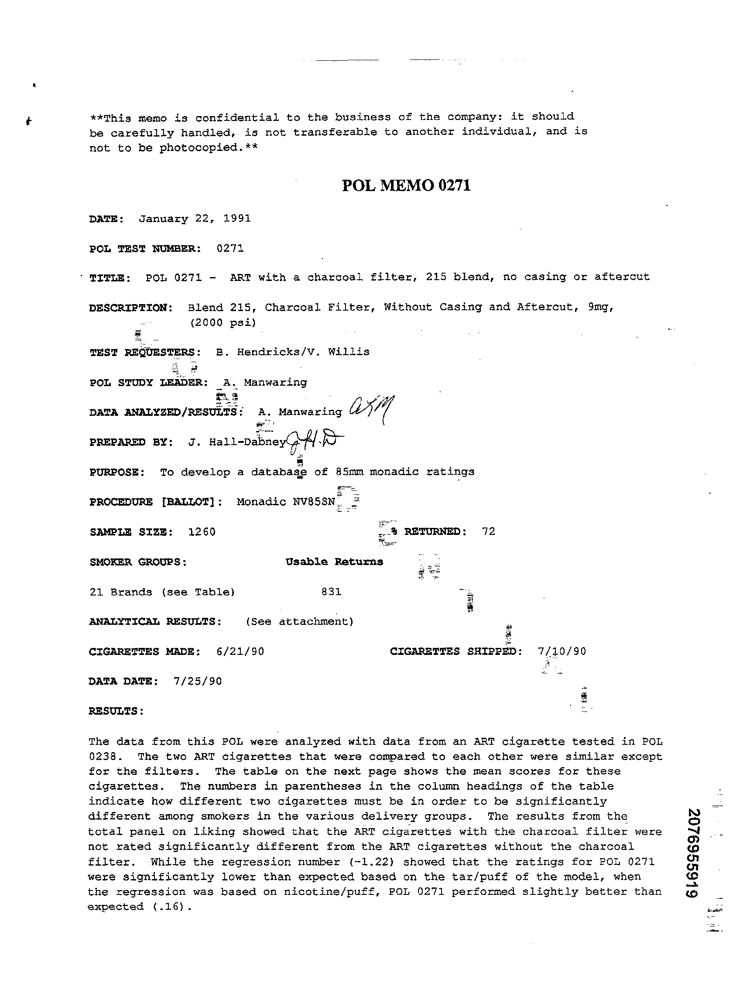 **This memo is confidential to the business of the company: it should
be carefully handled, is not transferable to another individual, and is
not to be photocopied.**
POL MEMO 0271
DATE: January 22, 1991
POL TEST NUMBER: 0271
TITLE: POL 0271 - ART with a charcoal filter, 215 blend, no casing or aftercut
DESCRIPTION: Blend 215, Charcoal Filter, Without Casing and Aftercut, 9mg,
(2000 psi)
TEST REQUESTERS: B. Hendricks/V. Willis
POL STUDY LEADER: A. Manwaring
DATA ANALYZED/RESULTS: A. Manwaring
PREPARED BY: J. Hall-Dabney J.H.D
PURPOSE: To develop a database of 85mm monadic ratings
PROCEDURE [BALLOT]: Monadic NV85SN
SAMPLE SIZE: 1260 % RETURNED: 72
SMOKER GROUPS: Usable Returns
21 Brands (see Table) 831
ANALYTICAL RESULTS: (See attachment)
CIGARETTES MADE: 6/21/90 CIGARETTES SHIPPED: 7/10/90
DATA DATE: 7/25/90
RESULTS:
The data from this POL were analyzed with data from an ART cigarette tested in POL
0238. The two ART cigarettes that were compared to each other were similar except
for the filters. The table on the next page shows the mean scores for these
cigarettes. The numbers in parentheses in the column headings of the table
indicate how different two cigarettes must be in order to be significantly
different among smokers in the various delivery groups. The results from the
total panel on liking showed that the ART cigarettes with the charcoal filter were
not rated significantly different from the ART cigarettes without the charcoal
filter. While the regression number (-1.22) showed that the ratings for POL 0271
were significantly lower than expected based on the tar/puff of the model, when
the regression was based on nicotine/puff, POL 0271 performed slightly better than
expected (.16).
2076955919